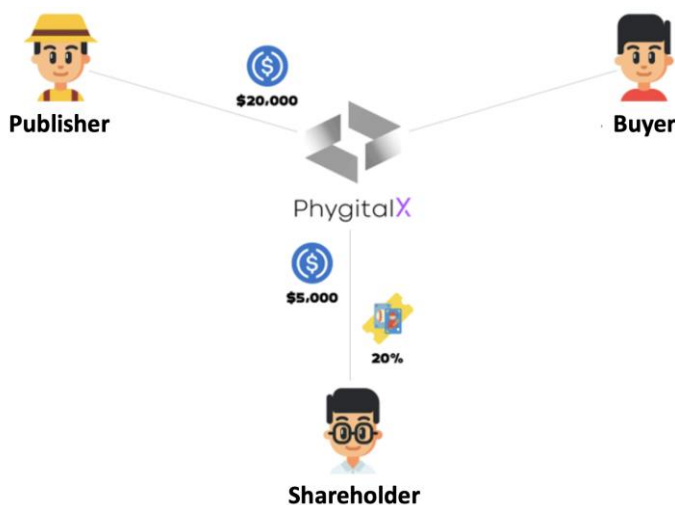 $20,000
Publisher
Buyer
PhygitalX
$5,000
20%
Shareholder